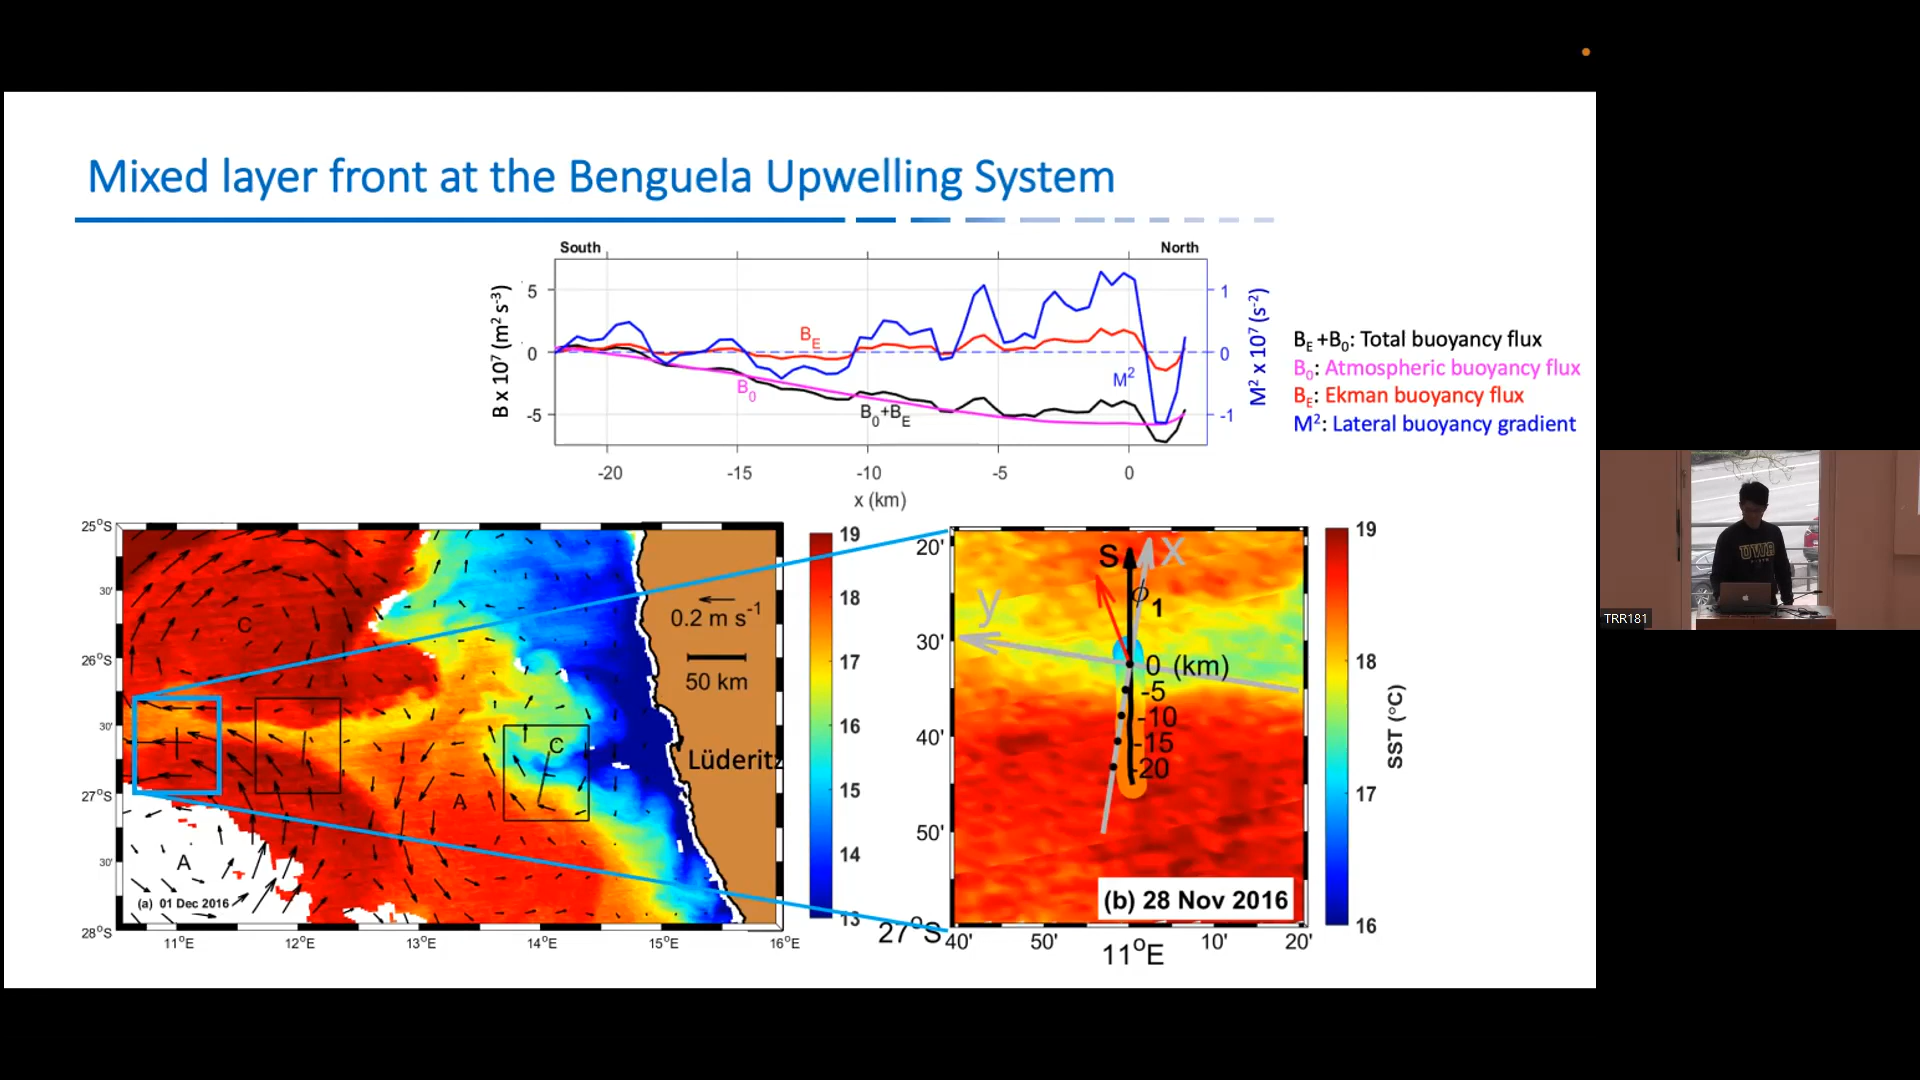 Mixed layer front at the Benguela Upwelling System
South
North
B x 10⁷ (m² s⁻³)
5
0
-5
B_E
B_0
B_0+B_E
M²
1
0
-1
M² x 10⁷ (s⁻²)
-20
-15
-10
-5
0
x (km)
B_E +B_0: Total buoyancy flux
B_0: Atmospheric buoyancy flux
B_E: Ekman buoyancy flux
M²: Lateral buoyancy gradient
25°S
30'
26°S
30'
27°S
30'
28°S
11°E
12°E
13°E
14°E
15°E
16°E
C
C
A
A
0.2 m s⁻¹
50 km
Lüderitz
(a) 01 Dec 2016
19
18
17
16
15
14
13
20'
30'
40'
50'
27°S
40'
50'
11°E
10'
20'
S
X
y
ϕ1
0 (km)
-5
-10
-15
-20
(b) 28 Nov 2016
19
18
17
16
SST (°C)
UWA
TRR181